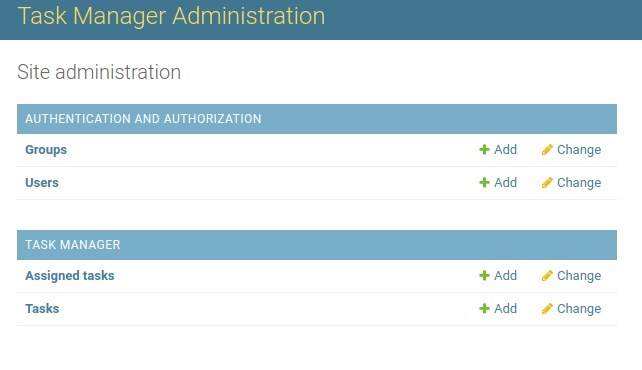 Task Manager Administration
Site administration
AUTHENTICATION AND AUTHORIZATION
Groups Add Change
Users Add Change
TASK MANAGER
Assigned tasks Add Change
Tasks Add Change